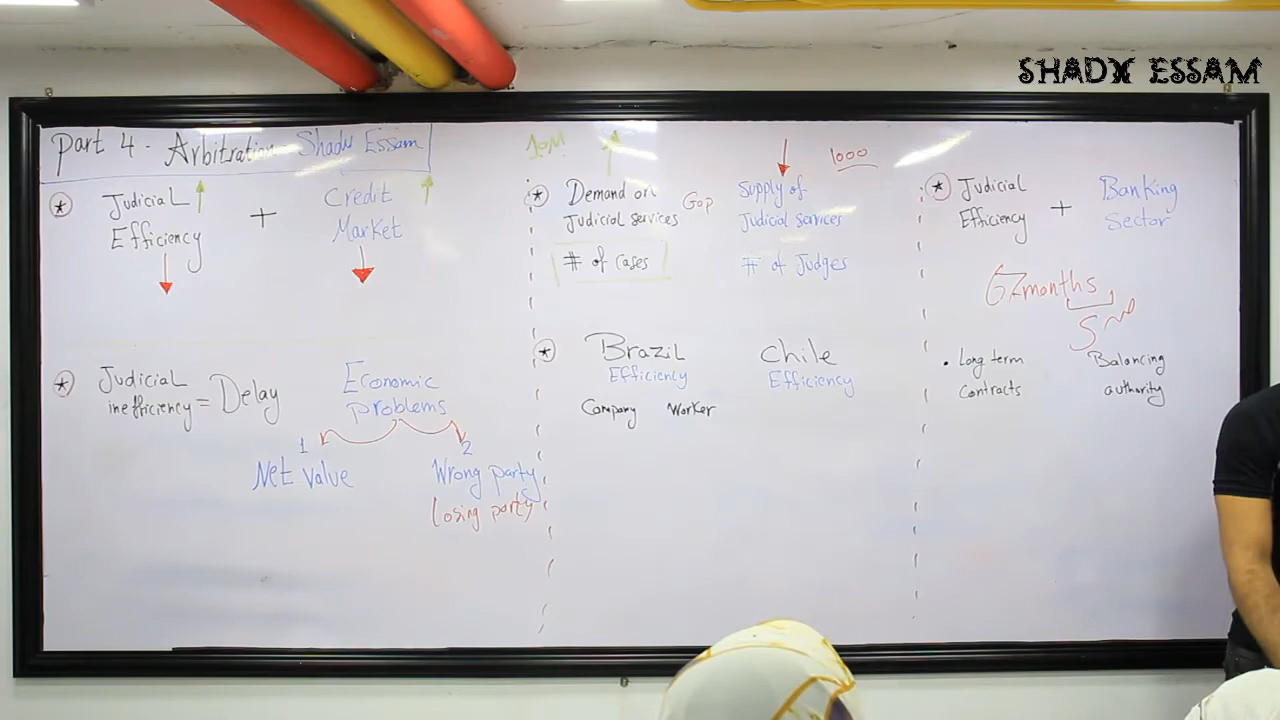 SHADY ESSAM
Part 4 - Arbitration - Shady Essam
* Judicial Efficiency + Credit Market
* Judicial inefficiency = Delay
Economic problems
1 Net Value
2 Wrong party
losing party
10M
1000
* Demand on Judicial services
Gap
Supply of Judicial services
# of cases
# of Judges
* Brazil Efficiency
Chile Efficiency
Company Worker
* Judicial Efficiency + Banking Sector
months
5
• Long term contracts
Balancing authority